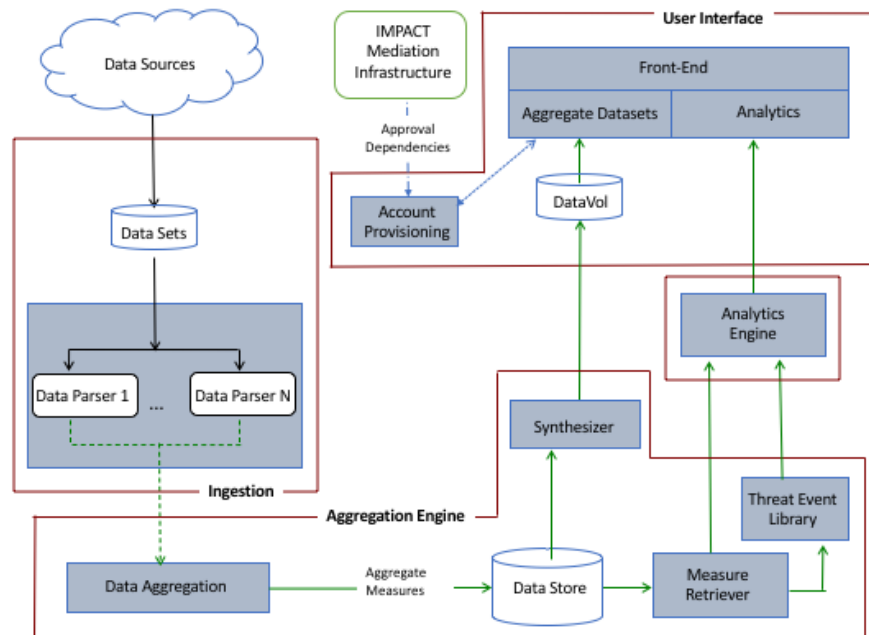 User Interface
IMPACT
Mediation
Infrastructure
Data Sources
Front-End
Aggregate Datasets
Analytics
Approval
Dependencies
DataVol
Account
Provisioning
Data Sets
Analytics
Engine
Data Parser 1
...
Data Parser N
Synthesizer
Ingestion
Threat Event
Library
Aggregation Engine
Data Aggregation
Aggregate
Measures
Data Store
Measure
Retriever